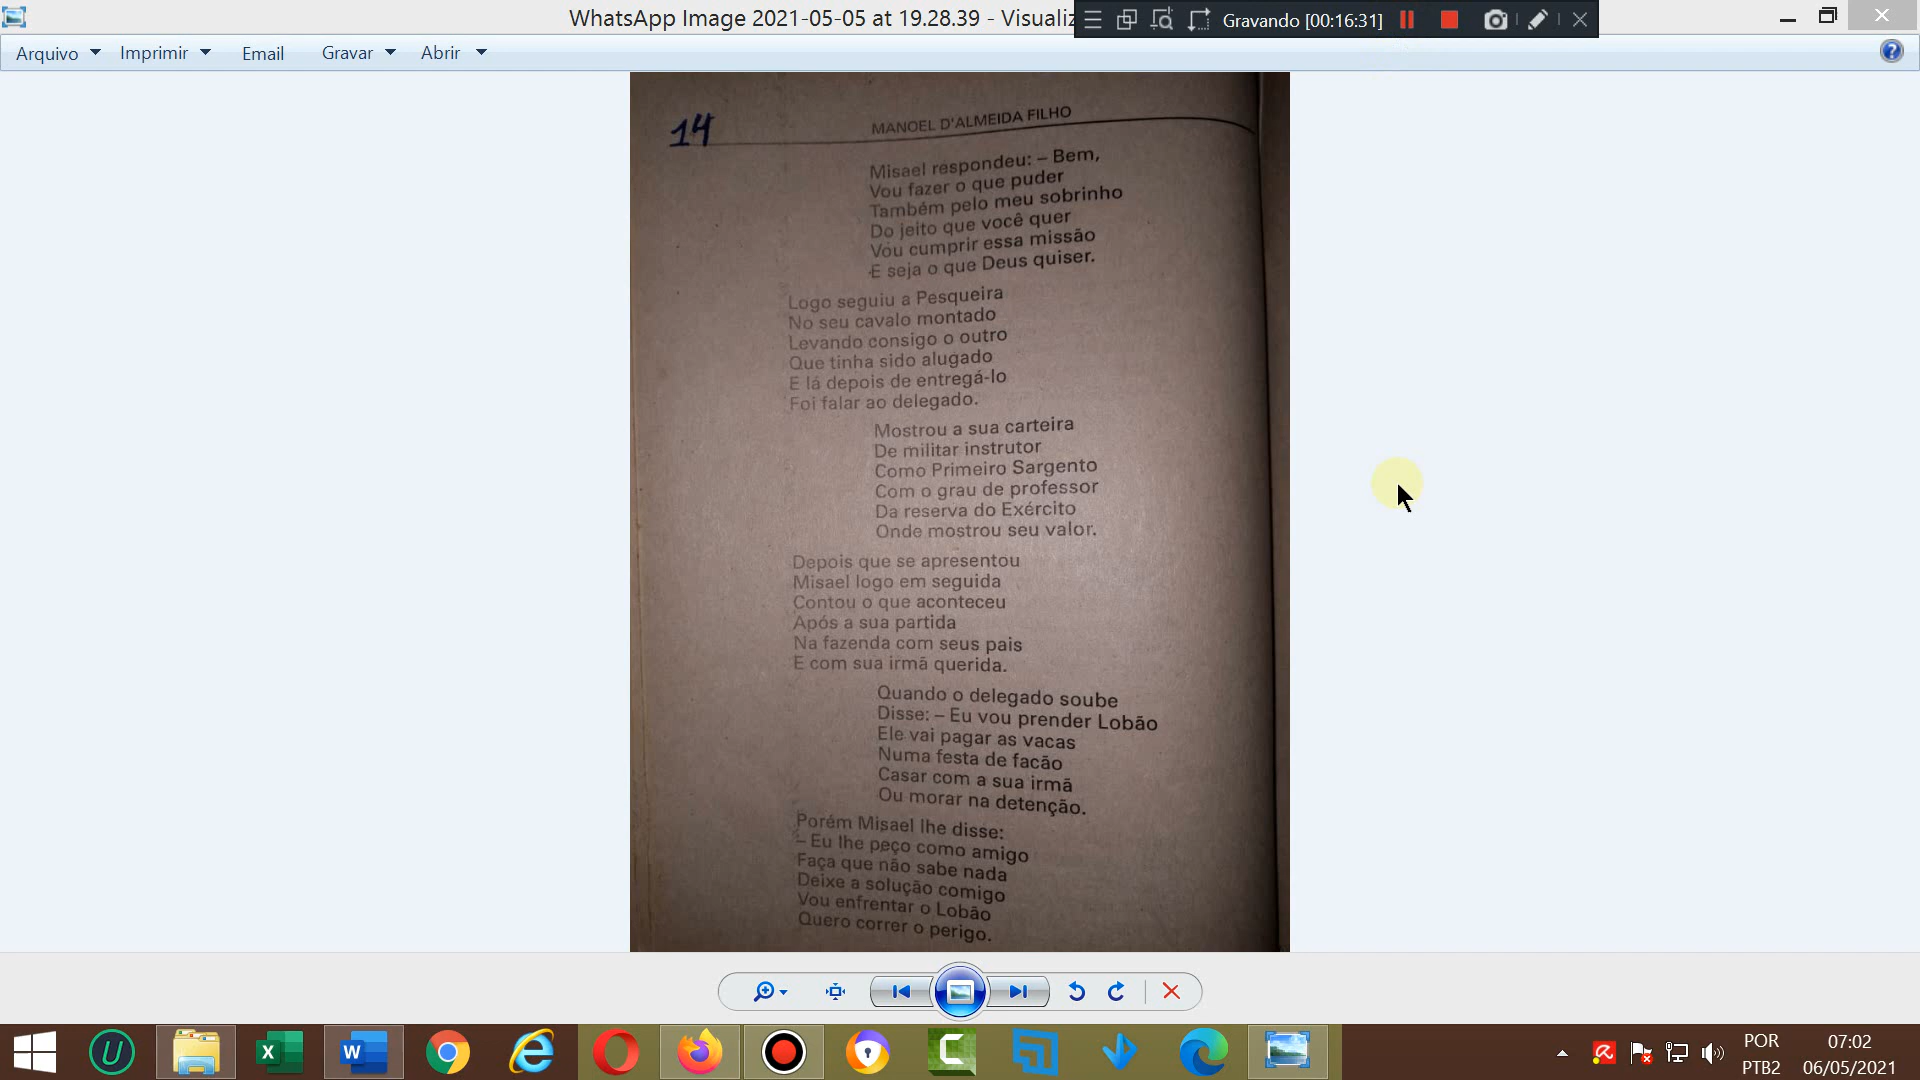 WhatsApp Image 2021-05-05 at 19.28.39 - Visualiz
Gravando [00:16:31]
Arquivo Imprimir Email Gravar Abrir
14
MANOEL D'ALMEIDA FILHO
Misael respondeu: – Bem,
Vou fazer o que puder
Também pelo meu sobrinho
Do jeito que você quer
Vou cumprir essa missão
E seja o que Deus quiser.
Logo seguiu a Pesqueira
No seu cavalo montado
Levando consigo o outro
Que tinha sido alugado
E lá depois de entregá-lo
Foi falar ao delegado.
Mostrou a sua carteira
De militar instrutor
Como Primeiro Sargento
Com o grau de professor
Da reserva do Exército
Onde mostrou seu valor.
Depois que se apresentou
Misael logo em seguida
Contou o que aconteceu
Após a sua partida
Na fazenda com seus pais
E com sua irmã querida.
Quando o delegado soube
Disse: – Eu vou prender Lobão
Ele vai pagar as vacas
Numa festa de facão
Casar com a sua irmã
Ou morar na detenção.
Porém Misael lhe disse:
– Eu lhe peço como amigo
Faça que não sabe nada
Deixe a solução comigo
Vou enfrentar o Lobão
Quero correr o perigo.
POR 07:02
PTB2 06/05/2021